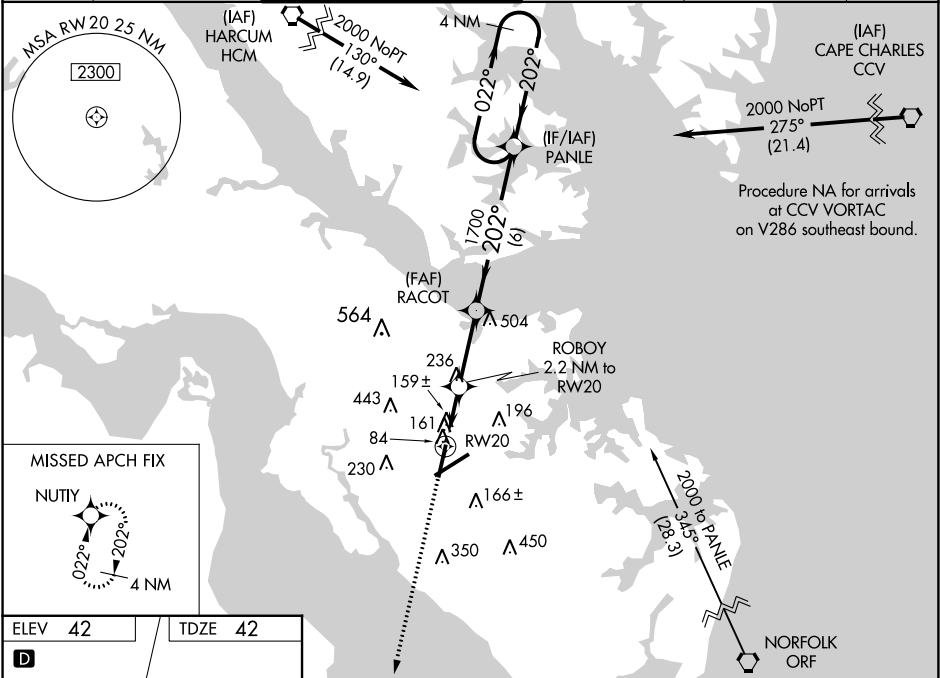 MSA RW20 25 NM
2300
(IAF)
HARCUM
HCM
2000 NoPT
130°
(14.9)
4 NM
022°
202°
(IF/IAF)
PANLE
(IAF)
CAPE CHARLES
CCV
2000 NoPT
275°
(21.4)
Procedure NA for arrivals
at CCV VORTAC
on V286 southeast bound.
1700
202°
(6)
(FAF)
RACOT
564
504
236
ROBOY
2.2 NM to
RW20
159±
443
161
196
84
RW20
230
166±
350
450
2000 to PANLE
345°
(28.3)
NORFOLK
ORF
MISSED APCH FIX
NUTIY
022°
202°
4 NM
ELEV 42
TDZE 42
D